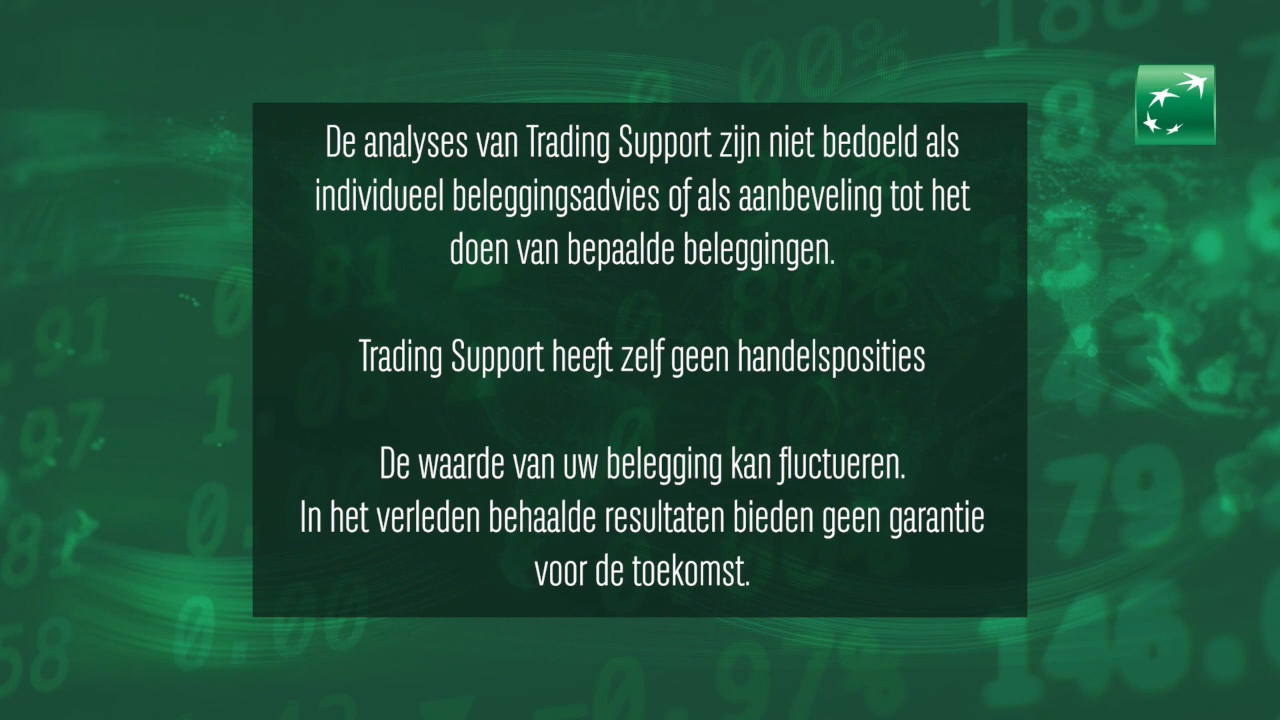 De analyses van Trading Support zijn niet bedoeld als
individueel beleggingsadvies of als aanbeveling tot het
doen van bepaalde beleggingen.
Trading Support heeft zelf geen handelsposities
De waarde van uw belegging kan fluctueren.
In het verleden behaalde resultaten bieden geen garantie
voor de toekomst.